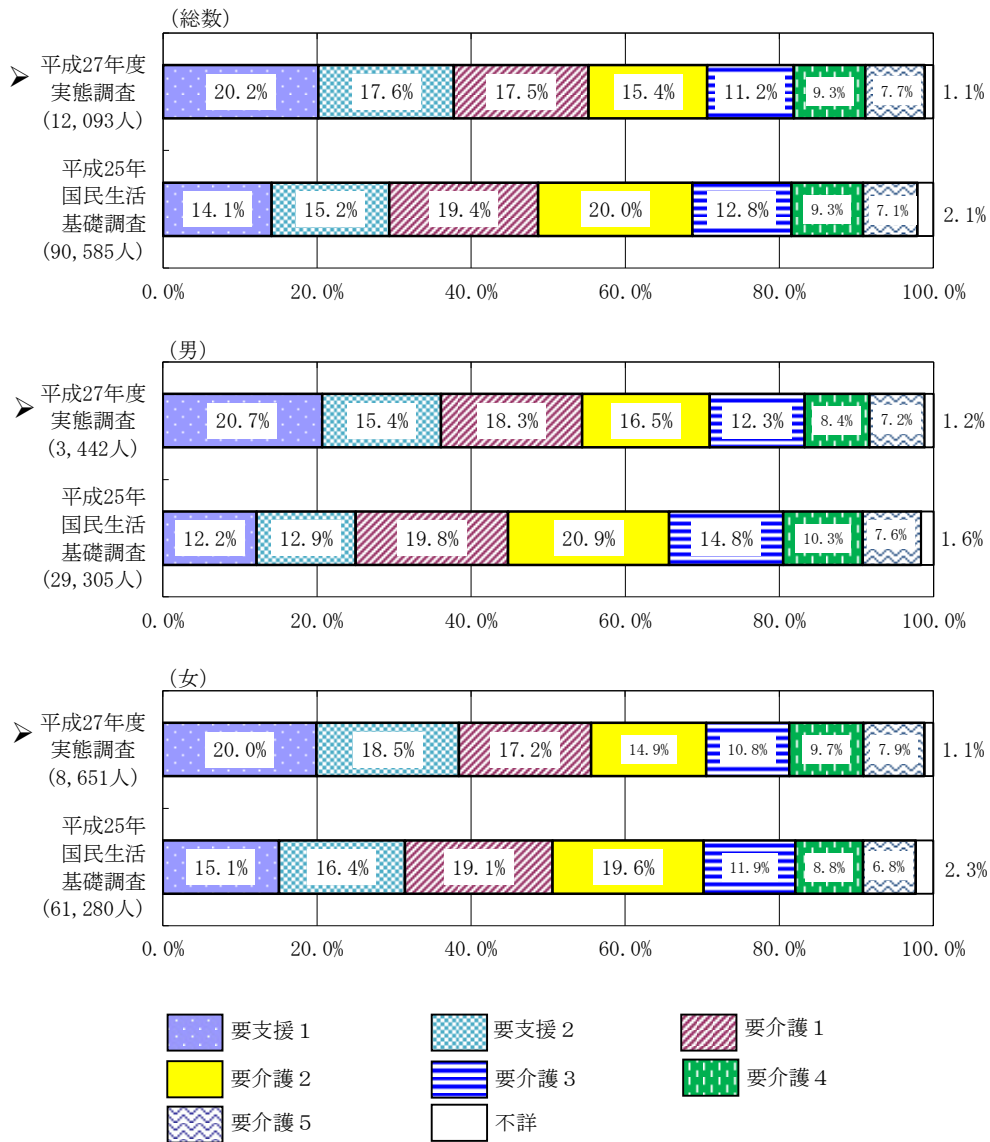 (総数)
➢ 平成27年度
実態調査
(12,093人)
20.2% 17.6% 17.5% 15.4% 11.2% 9.3% 7.7% 1.1%
平成25年
国民生活
基礎調査
(90,585人)
14.1% 15.2% 19.4% 20.0% 12.8% 9.3% 7.1% 2.1%
0.0% 20.0% 40.0% 60.0% 80.0% 100.0%
(男)
➢ 平成27年度
実態調査
(3,442人)
20.7% 15.4% 18.3% 16.5% 12.3% 8.4% 7.2% 1.2%
平成25年
国民生活
基礎調査
(29,305人)
12.2% 12.9% 19.8% 20.9% 14.8% 10.3% 7.6% 1.6%
0.0% 20.0% 40.0% 60.0% 80.0% 100.0%
(女)
➢ 平成27年度
実態調査
(8,651人)
20.0% 18.5% 17.2% 14.9% 10.8% 9.7% 7.9% 1.1%
平成25年
国民生活
基礎調査
(61,280人)
15.1% 16.4% 19.1% 19.6% 11.9% 8.8% 6.8% 2.3%
0.0% 20.0% 40.0% 60.0% 80.0% 100.0%
要支援1 要支援2 要介護1
要介護2 要介護3 要介護4
要介護5 不詳